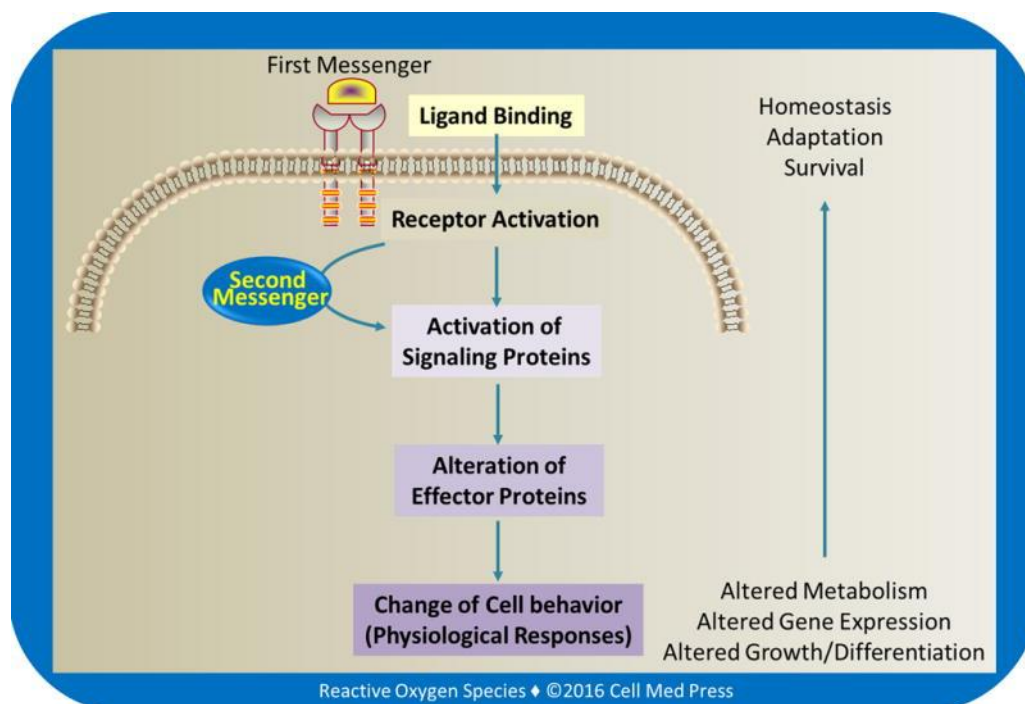 First Messenger
Ligand Binding
Receptor Activation
Second
Messenger
Activation of
Signaling Proteins
Alteration of
Effector Proteins
Change of Cell behavior
(Physiological Responses)
Homeostasis
Adaptation
Survival
Altered Metabolism
Altered Gene Expression
Altered Growth/Differentiation
Reactive Oxygen Species ♦ ©2016 Cell Med Press